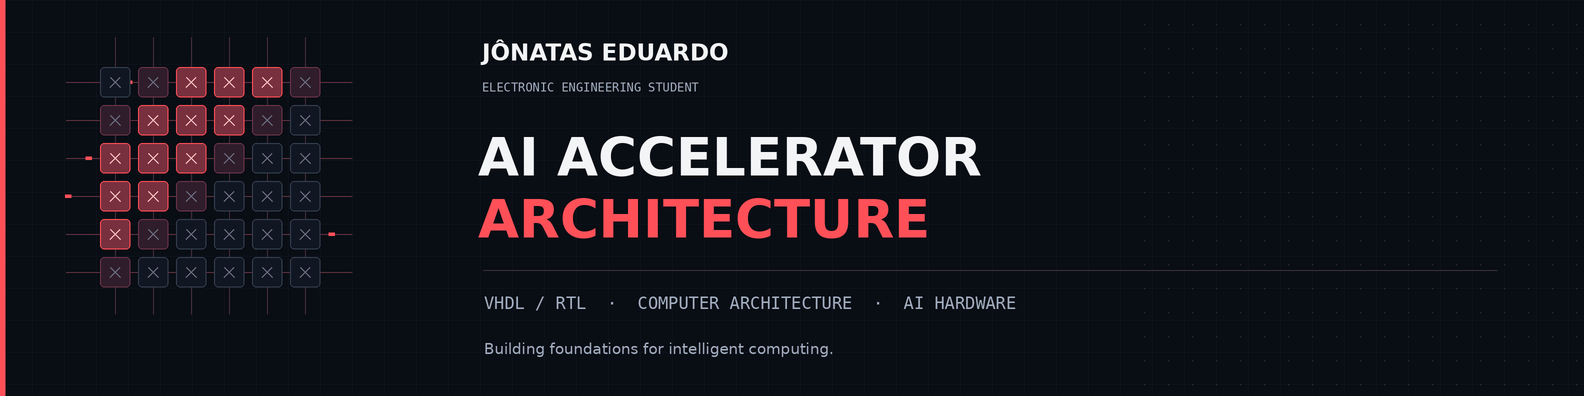 JÔNATAS EDUARDO
ELECTRONIC ENGINEERING STUDENT
AI ACCELERATOR
ARCHITECTURE
VHDL / RTL · COMPUTER ARCHITECTURE · AI HARDWARE
Building foundations for intelligent computing.